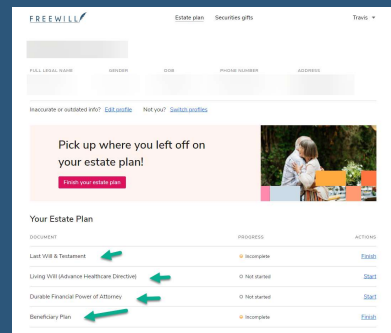 FREEWILL
Estate plan Securities gifts Travis
FULL LEGAL NAME GENDER DOB PHONE NUMBER ADDRESS
Inaccurate or outdated info? Edit profile Not you? Switch profiles
Pick up where you left off on
your estate plan!
Finish your estate plan
Your Estate Plan
DOCUMENT PROGRESS ACTIONS
Last Will & Testament Incomplete Finish
Living Will (Advance Healthcare Directive) Not started Start
Durable Financial Power of Attorney Not started Start
Beneficiary Plan Incomplete Finish